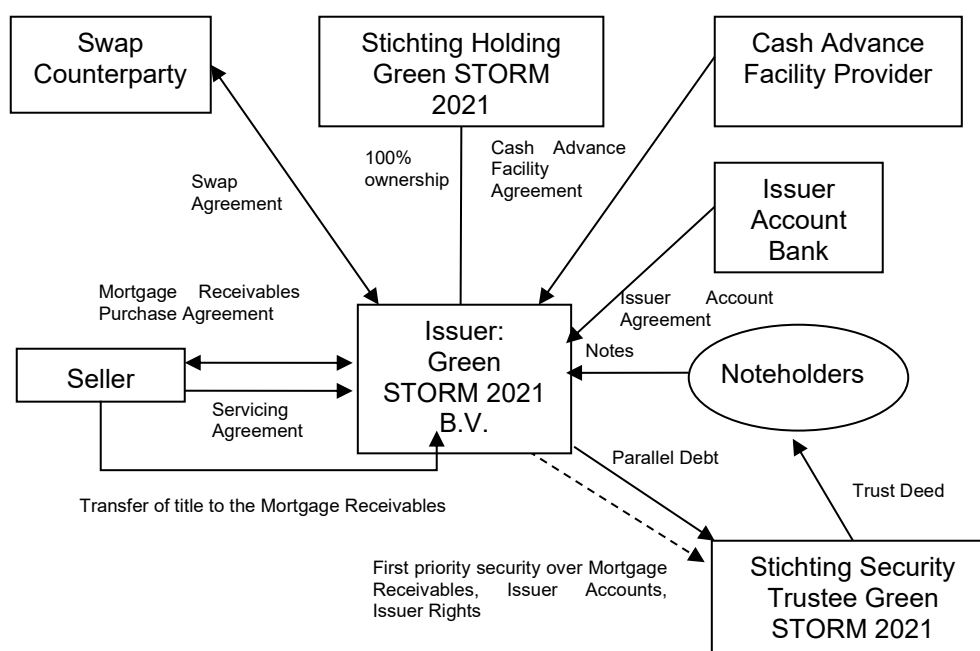 Swap
Counterparty
Stichting Holding
Green STORM
2021
Cash Advance
Facility Provider
100%
ownership
Cash Advance
Facility
Agreement
Swap
Agreement
Issuer
Account
Bank
Mortgage Receivables
Purchase Agreement
Issuer Account
Agreement
Issuer:
Green
STORM 2021
B.V.
Notes
Seller
Noteholders
Servicing
Agreement
Parallel Debt
Trust Deed
Transfer of title to the Mortgage Receivables
First priority security over Mortgage
Receivables, Issuer Accounts,
Issuer Rights
Stichting Security
Trustee Green
STORM 2021